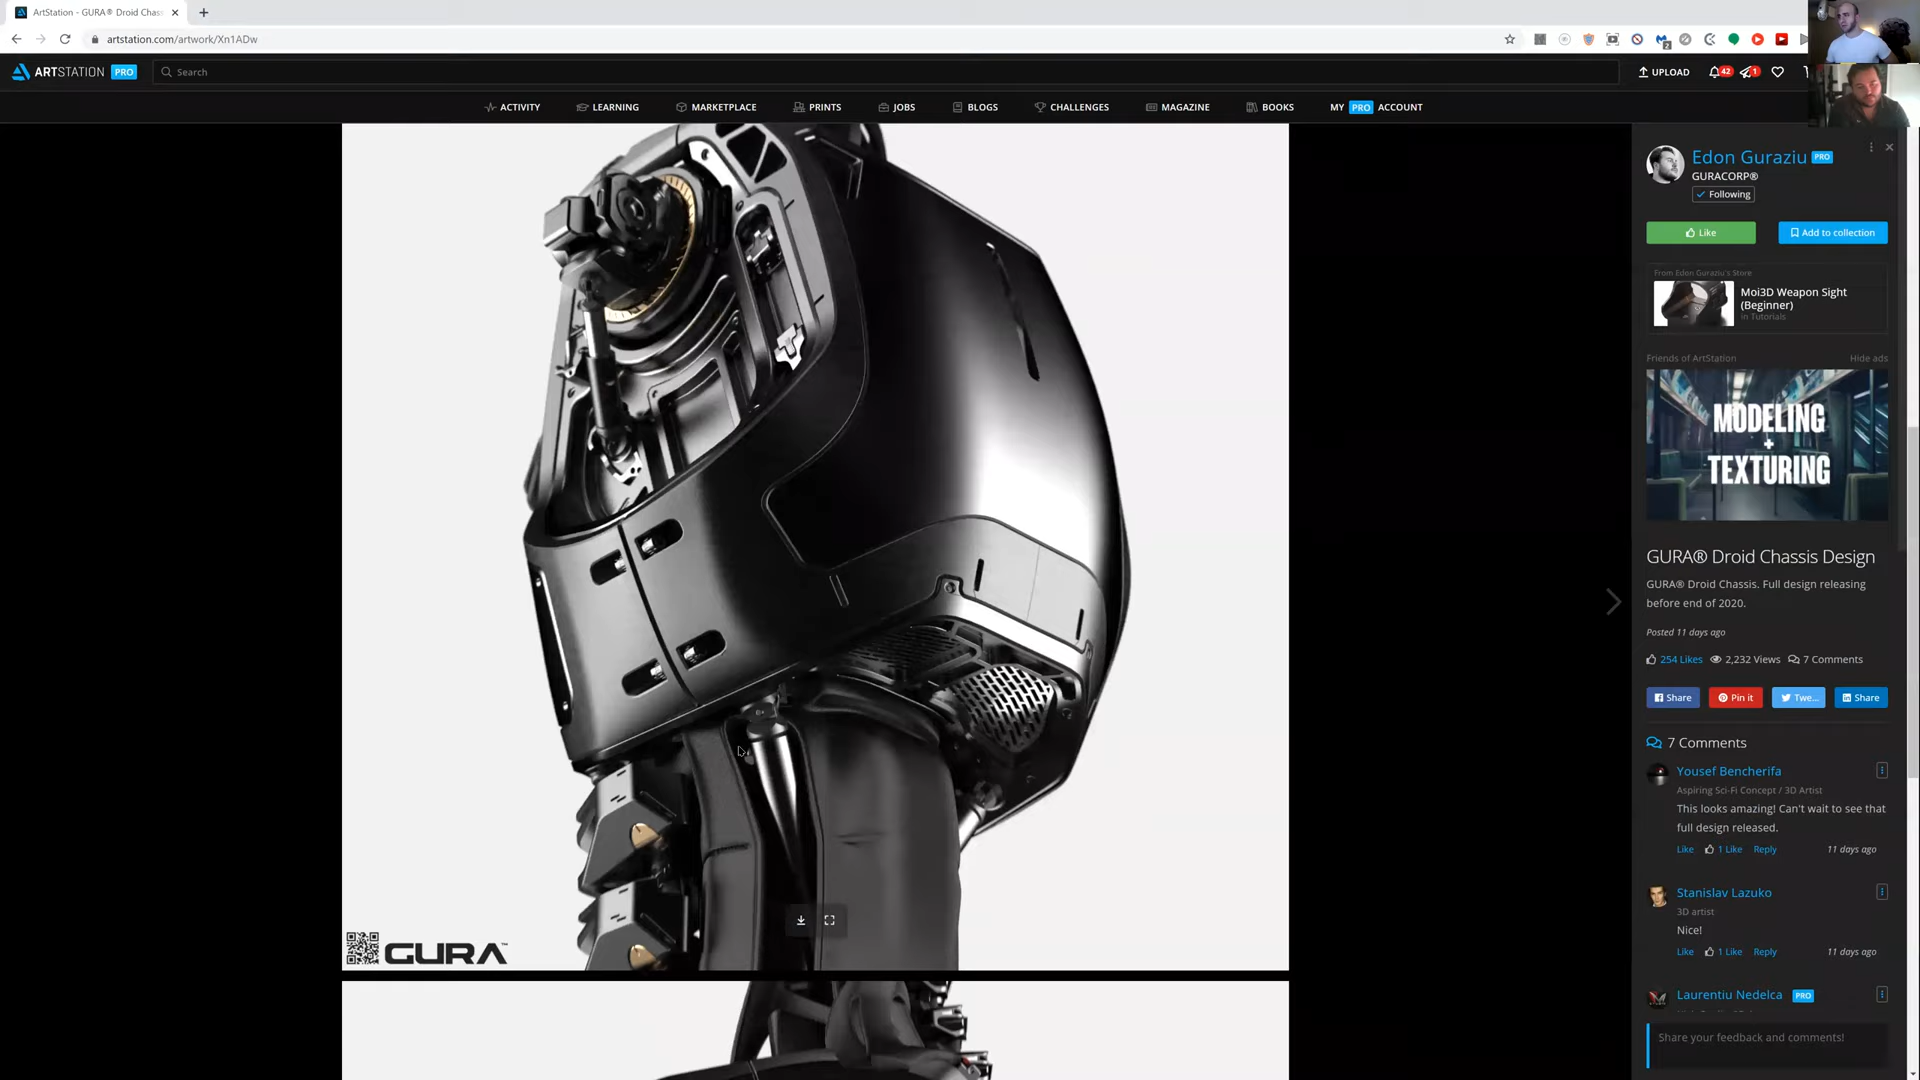 ArtStation - GURA® Droid Chass
artstation.com/artwork/Xn1ADw
2
ARTSTATION PRO
Search
UPLOAD
42
1
ACTIVITY
LEARNING
MARKETPLACE
PRINTS
JOBS
BLOGS
CHALLENGES
MAGAZINE
BOOKS
MY PRO ACCOUNT
GURA™
Edon Guraziu PRO
GURACORP®
Following
Like
Add to collection
From Edon Guraziu's Store
Moi3D Weapon Sight
(Beginner)
in Tutorials
Friends of ArtStation
Hide ads
MODELING
+
TEXTURING
GURA® Droid Chassis Design
GURA® Droid Chassis. Full design releasing
before end of 2020.
Posted 11 days ago
254 Likes 2,232 Views 7 Comments
Share
Pin it
Twe...
Share
7 Comments
Yousef Bencherifa
Aspiring Sci-Fi Concept / 3D Artist
This looks amazing! Can't wait to see that
full design released.
Like 1 Like Reply 11 days ago
Stanislav Lazuko
3D artist
Nice!
Like 1 Like Reply 11 days ago
Laurentiu Nedelca PRO
Share your feedback and comments!